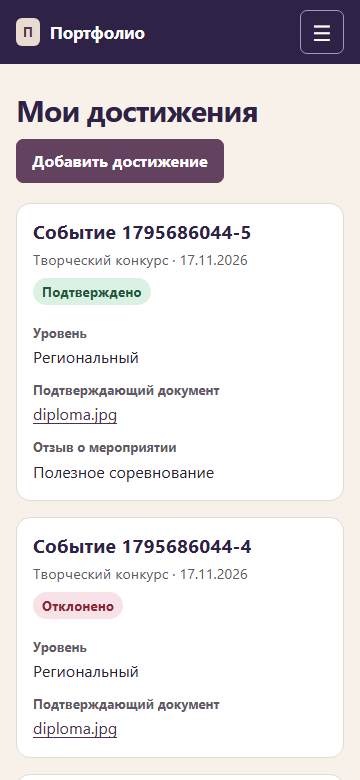 П Портфолио
Мои достижения
Добавить достижение
Событие 1795686044-5
Творческий конкурс · 17.11.2026
Подтверждено
Уровень
Региональный
Подтверждающий документ
diploma.jpg
Отзыв о мероприятии
Полезное соревнование
Событие 1795686044-4
Творческий конкурс · 17.11.2026
Отклонено
Уровень
Региональный
Подтверждающий документ
diploma.jpg